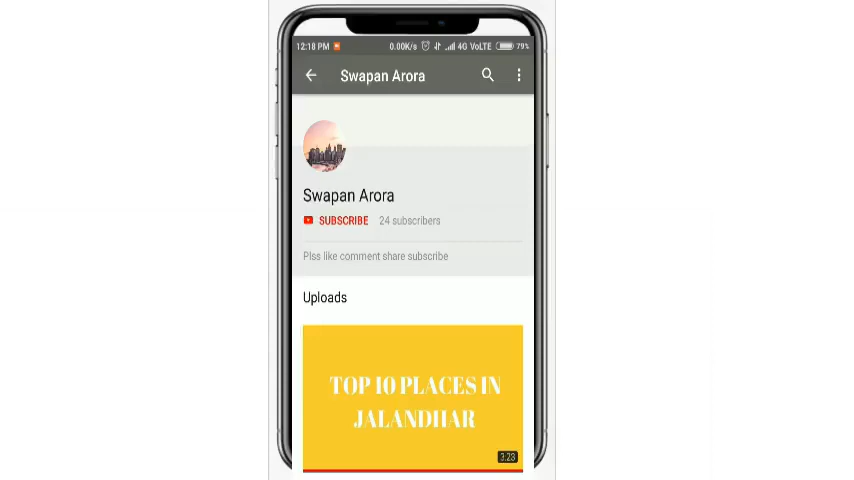 12:18 PM 0.00K/s 4G VoLTE 79%
Swapan Arora
Swapan Arora
SUBSCRIBE 24 subscribers
Plss like comment share subscribe
Uploads
TOP 10 PLACES IN
JALANDHAR
3:23